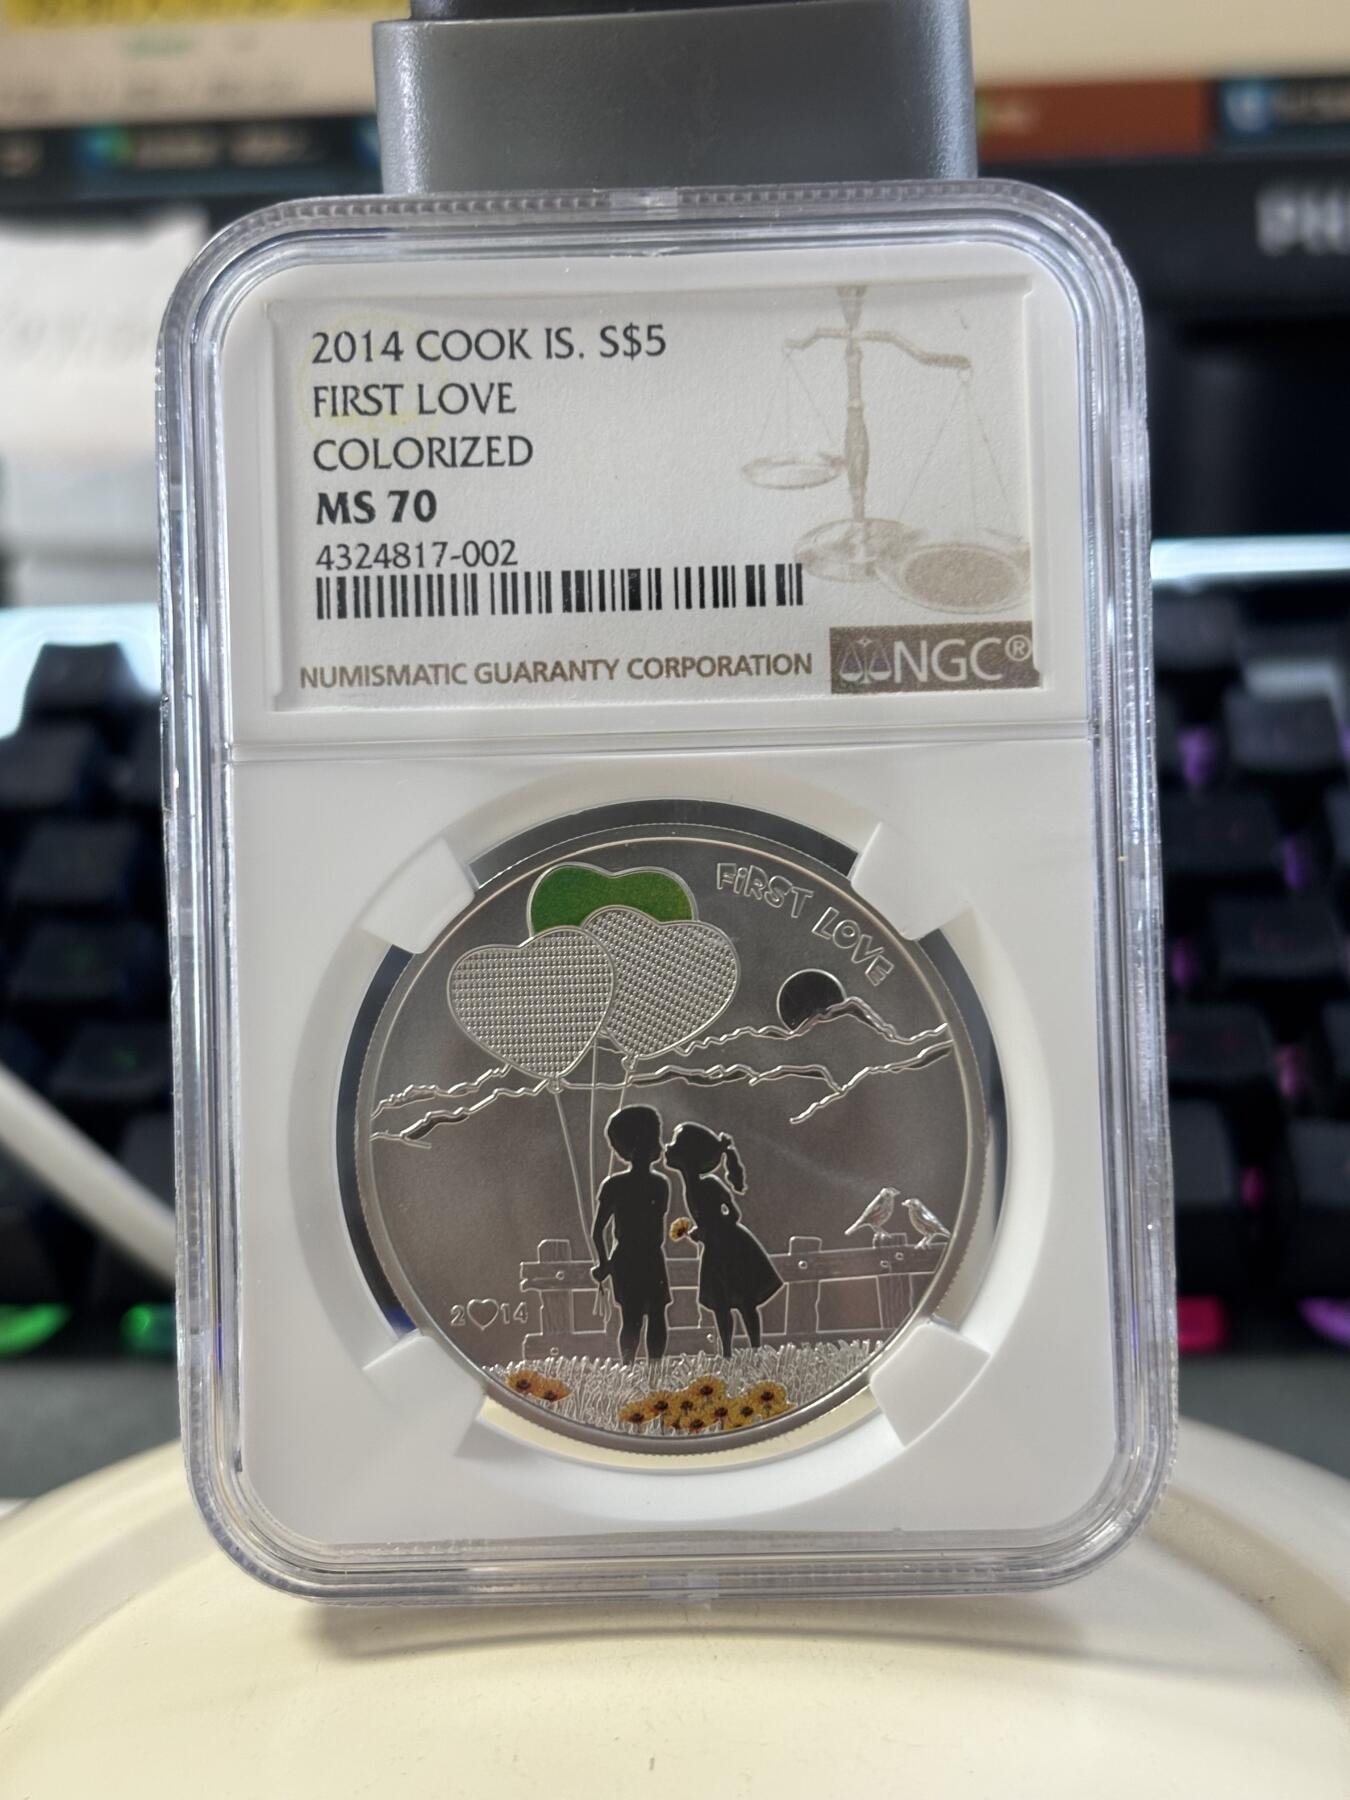 2014 COOK IS. S$5
FIRST LOVE
COLORIZED
MS 70
4324817-002
NUMISMATIC GUARANTY CORPORATION NGC®
FiRST LOVE
2♡14